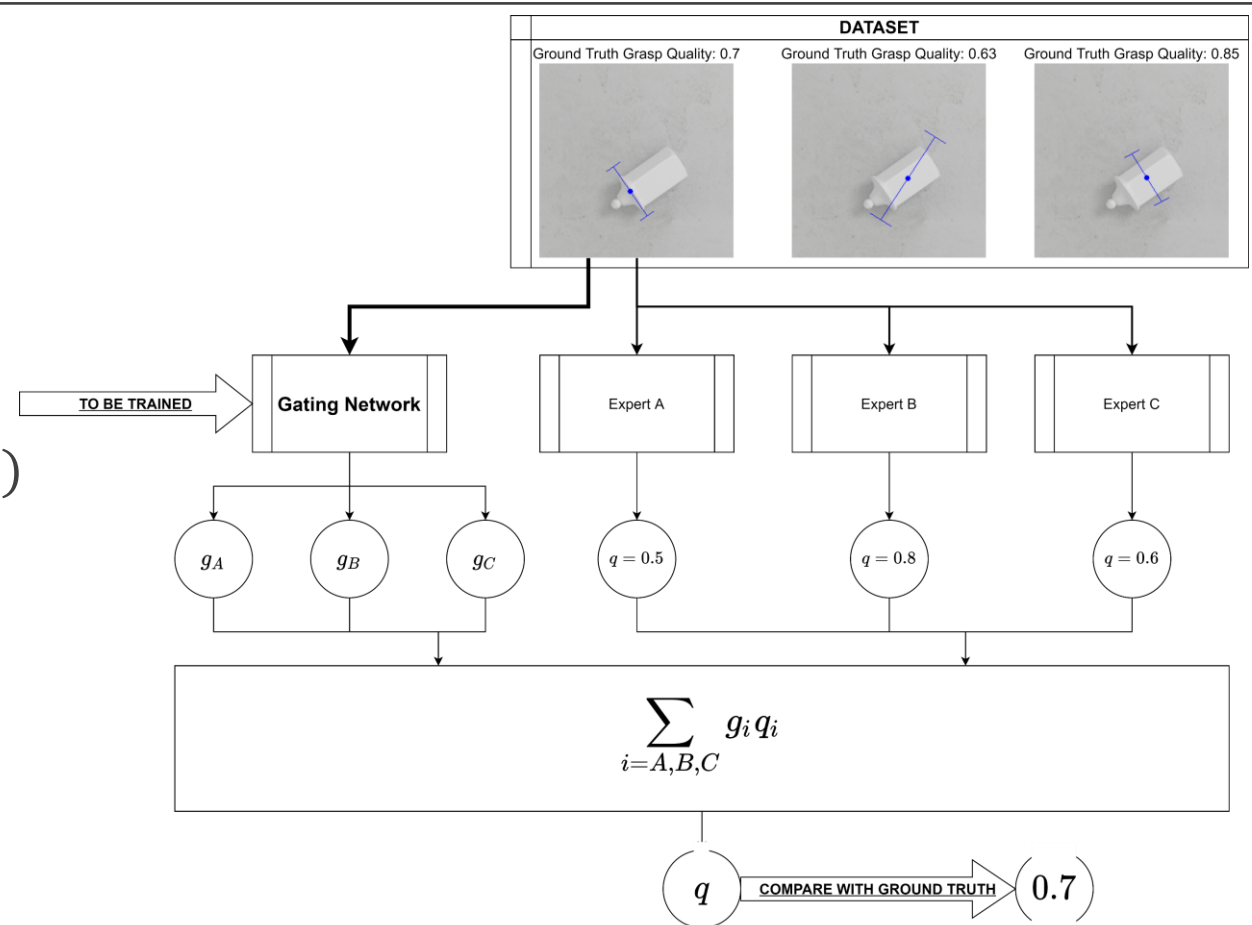 DATASET
Ground Truth Grasp Quality: 0.7
Ground Truth Grasp Quality: 0.63
Ground Truth Grasp Quality: 0.85
TO BE TRAINED
Gating Network
Expert A
Expert B
Expert C
)
g_A
g_B
g_C
q = 0.5
q = 0.8
q = 0.6
∑ g_i q_i
i=A,B,C
q
COMPARE WITH GROUND TRUTH
0.7